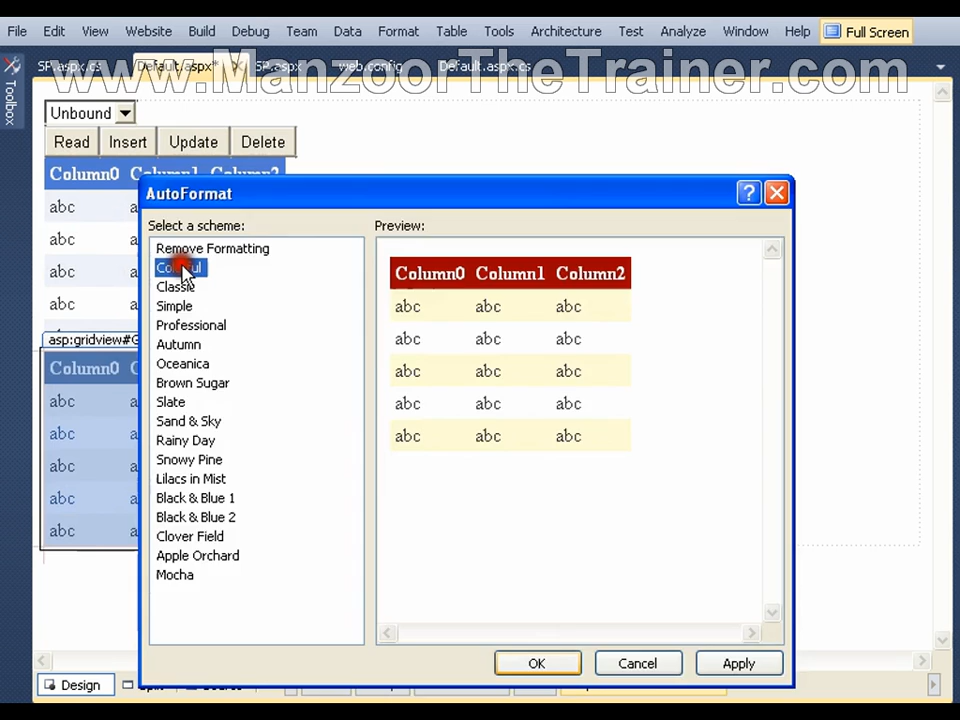 File Edit View Website Build Debug Team Data Format Table Tools Architecture Test Analyze Window Help Full Screen
www.ManzoorTheTrainer.com
SP.aspx.cs Default.aspx* SP.aspx web.config Default.aspx.cs
Toolbox
Unbound
Read Insert Update Delete
Column0 Column1 Column2
abc
abc
abc
abc
asp:gridview#G
Column0
abc
abc
abc
abc
abc
AutoFormat
Select a scheme:
Remove Formatting
Classic
Simple
Professional
Autumn
Oceanica
Brown Sugar
Slate
Sand & Sky
Rainy Day
Snowy Pine
Lilacs in Mist
Black & Blue 1
Black & Blue 2
Clover Field
Apple Orchard
Mocha
Preview:
Column0 Column1 Column2
abc abc abc
abc abc abc
abc abc abc
abc abc abc
abc abc abc
OK Cancel Apply
Design